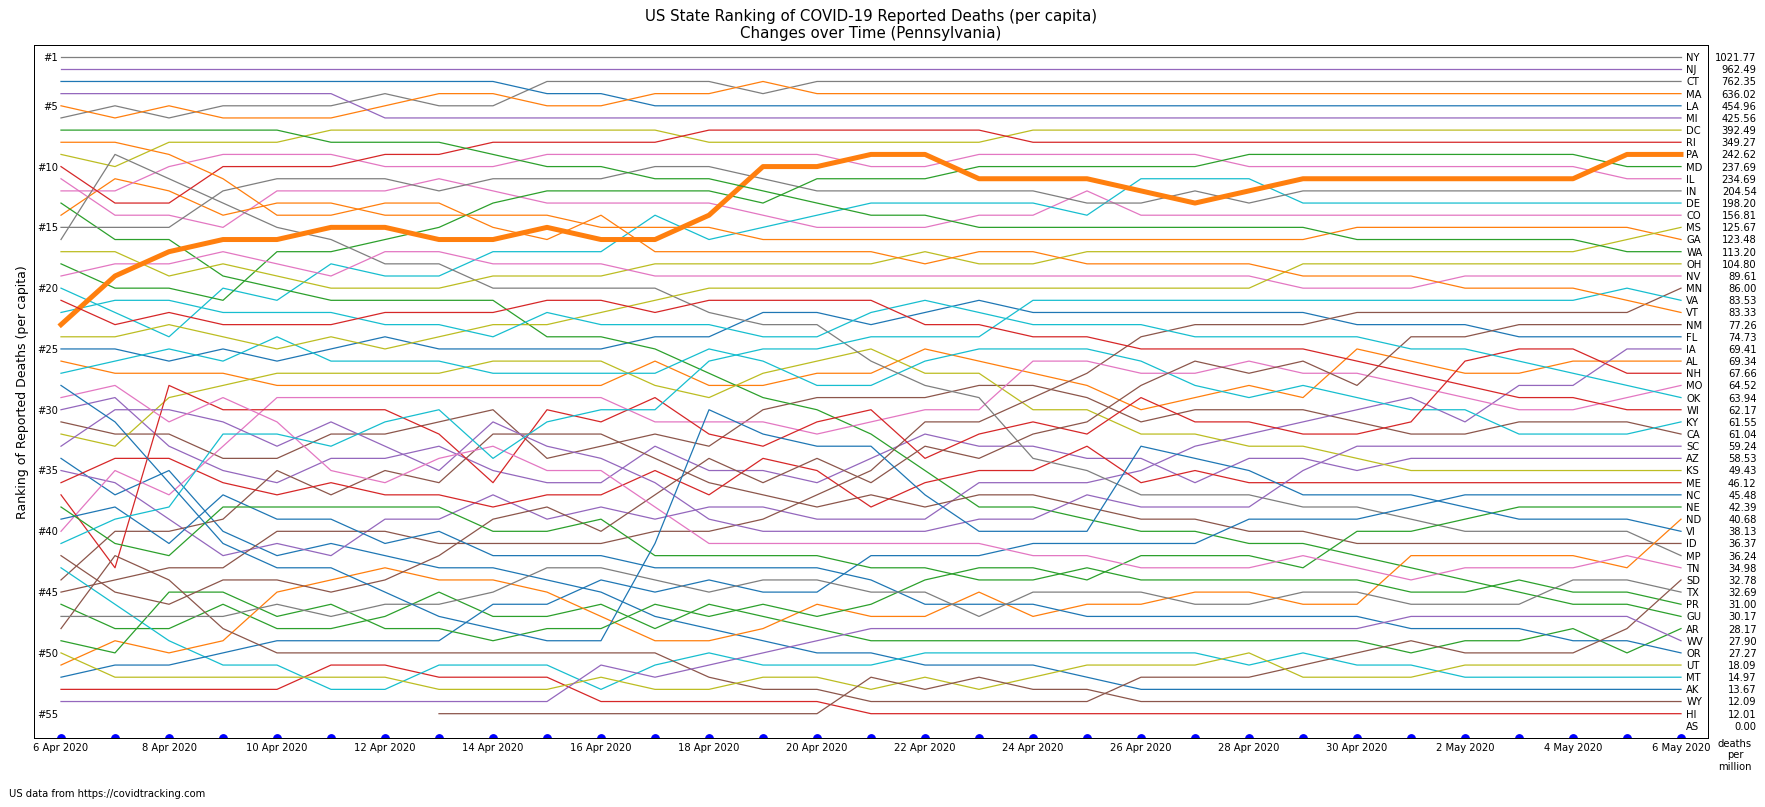 US State Ranking of COVID-19 Reported Deaths (per capita)
Changes over Time (Pennsylvania)
Ranking of Reported Deaths (per capita)
#1
#5
#10
#15
#20
#25
#30
#35
#40
#45
#50
#55
NY 1021.77
NJ 962.49
CT 762.35
MA 636.02
LA 454.96
MI 425.56
DC 392.49
RI 349.27
PA 242.62
MD 237.69
IL 234.69
IN 204.54
DE 198.20
CO 156.81
MS 125.67
GA 123.48
WA 113.20
OH 104.80
NV 89.61
MN 86.00
VA 83.53
VT 83.33
NM 77.26
FL 74.73
IA 69.41
AL 69.34
NH 67.66
MO 64.52
OK 63.94
WI 62.17
KY 61.55
CA 61.04
SC 59.24
AZ 58.53
KS 49.43
ME 46.12
NC 45.48
NE 42.39
ND 40.68
VI 38.13
ID 36.37
MP 36.24
TN 34.98
SD 32.78
TX 32.69
PR 31.00
GU 30.17
AR 28.17
WV 27.90
OR 27.27
UT 18.09
MT 14.97
AK 13.67
WY 12.09
HI 12.01
AS 0.00
6 Apr 2020 8 Apr 2020 10 Apr 2020 12 Apr 2020 14 Apr 2020 16 Apr 2020 18 Apr 2020 20 Apr 2020 22 Apr 2020 24 Apr 2020 26 Apr 2020 28 Apr 2020 30 Apr 2020 2 May 2020 4 May 2020 6 May 2020
deaths
per
million
US data from https://covidtracking.com